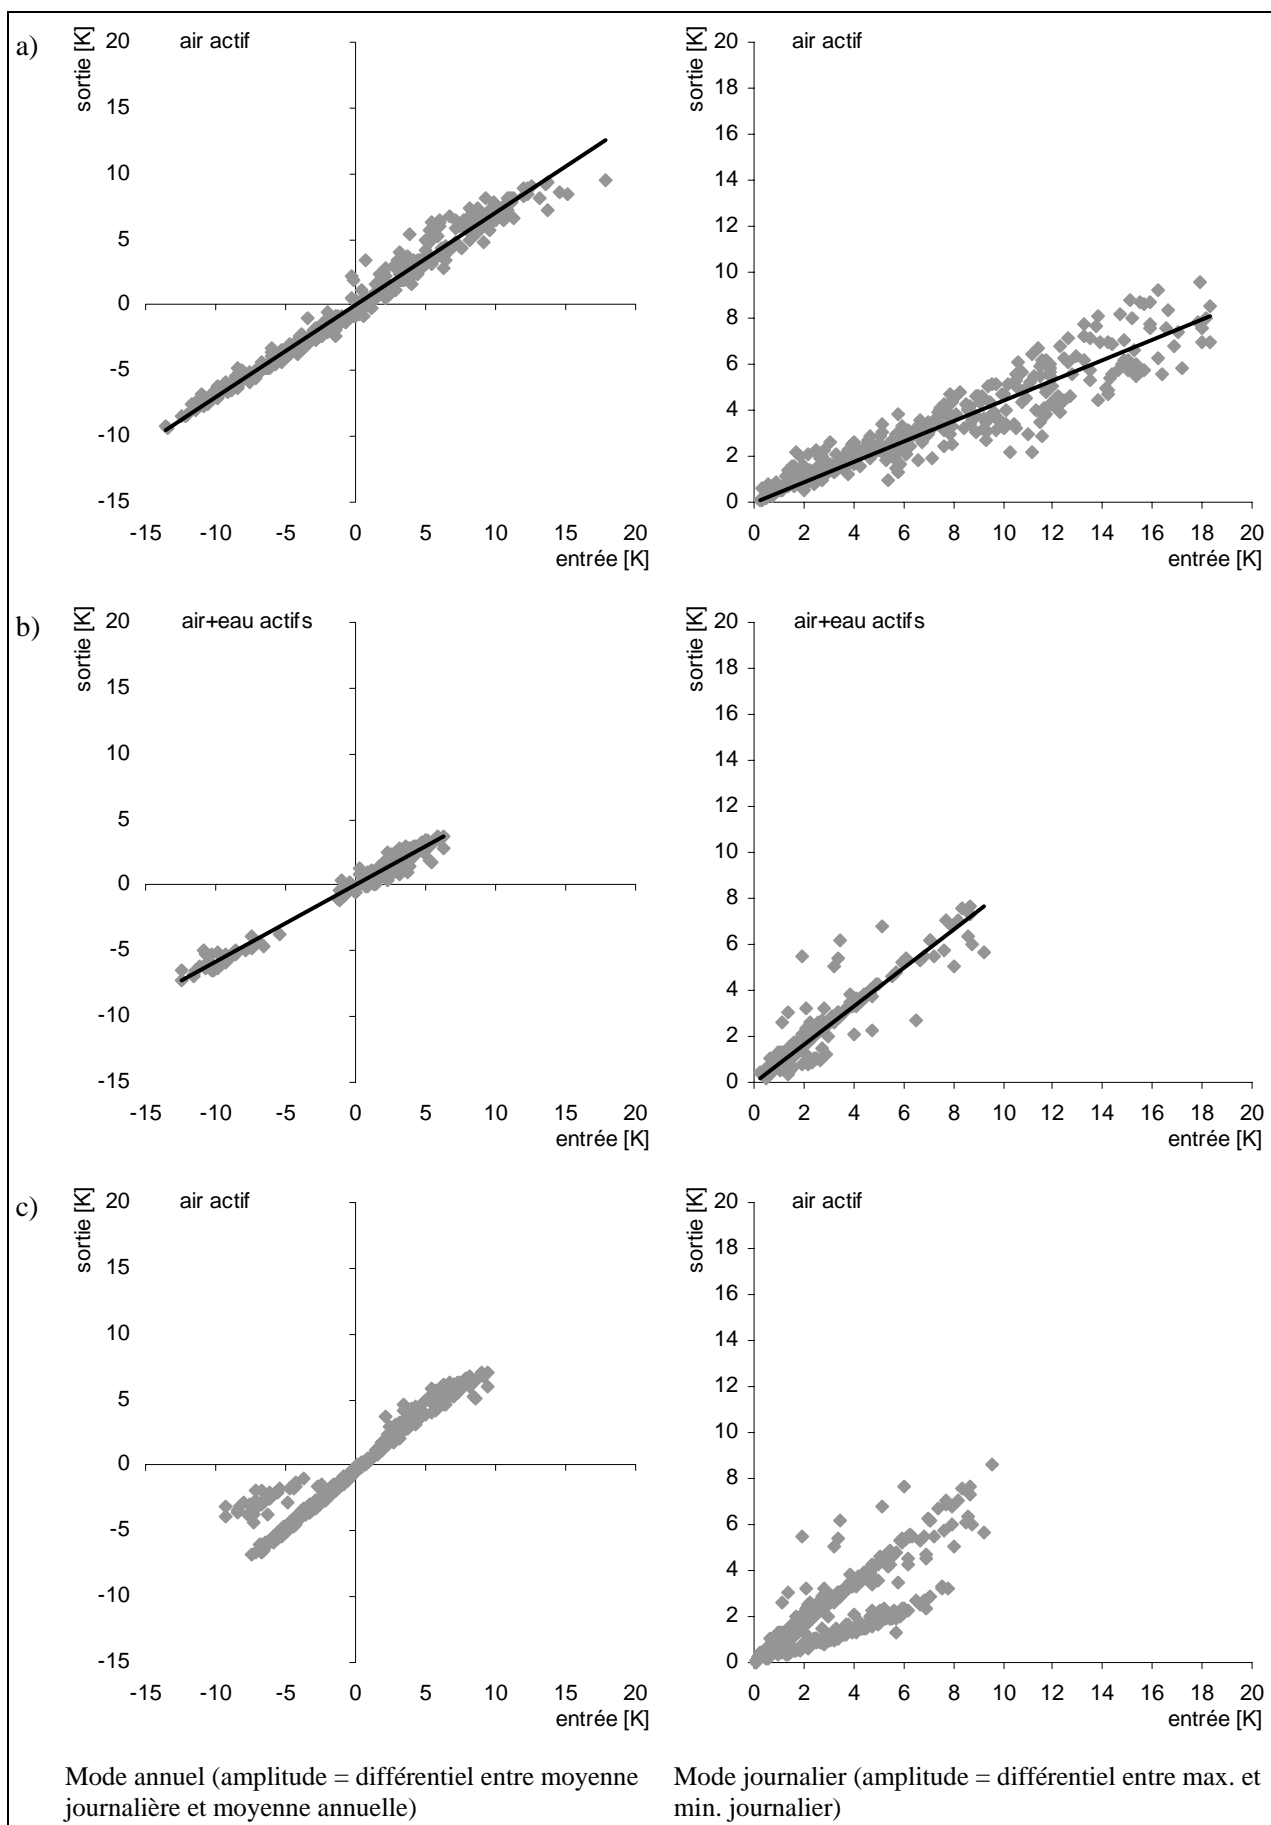 a)
sortie [K]
air actif
20
15
10
5
0
-5
-10
-15
-15 -10 -5 0 5 10 15 20
entrée [K]
sortie [K]
air actif
20
18
16
14
12
10
8
6
4
2
0
0 2 4 6 8 10 12 14 16 18 20
entrée [K]
b)
sortie [K]
air+eau actifs
20
15
10
5
0
-5
-10
-15
-15 -10 -5 0 5 10 15 20
entrée [K]
sortie [K]
air+eau actifs
20
18
16
14
12
10
8
6
4
2
0
0 2 4 6 8 10 12 14 16 18 20
entrée [K]
c)
sortie [K]
air actif
20
15
10
5
0
-5
-10
-15
-15 -10 -5 0 5 10 15 20
entrée [K]
sortie [K]
air actif
20
18
16
14
12
10
8
6
4
2
0
0 2 4 6 8 10 12 14 16 18 20
entrée [K]
Mode annuel (amplitude = différentiel entre moyenne
journalière et moyenne annuelle)
Mode journalier (amplitude = différentiel entre max. et
min. journalier)